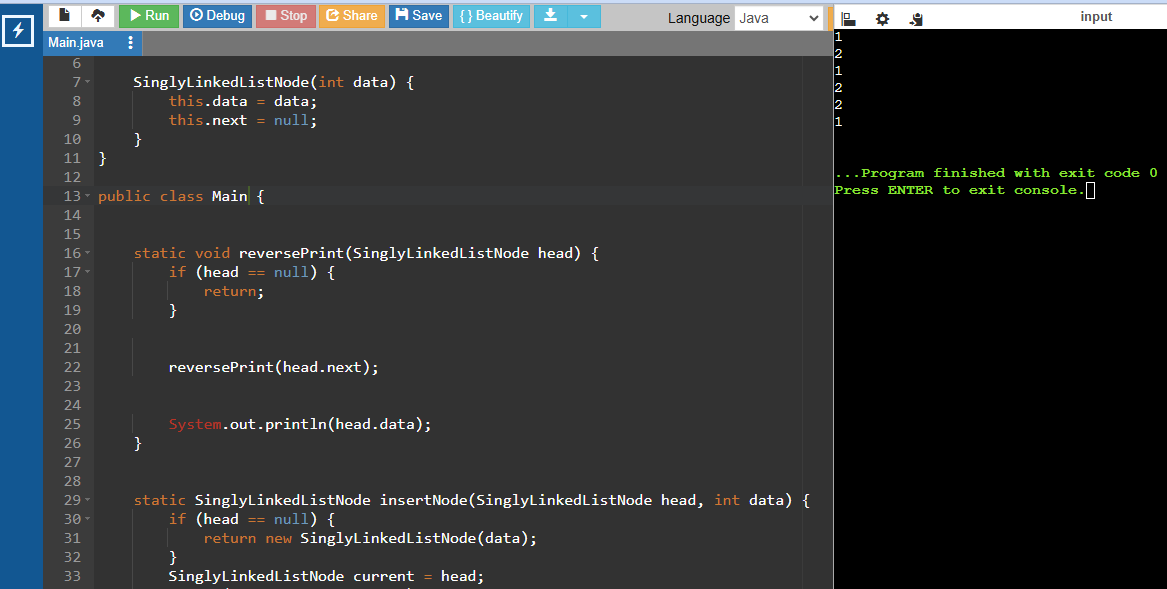 Run Debug Stop Share Save { } Beautify Language Java input
Main.java
6
7 SinglyLinkedListNode(int data) {
8 this.data = data;
9 this.next = null;
10 }
11 }
12
13 public class Main {
14
15
16 static void reversePrint(SinglyLinkedListNode head) {
17 if (head == null) {
18 return;
19 }
20
21
22 reversePrint(head.next);
23
24
25 System.out.println(head.data);
26 }
27
28
29 static SinglyLinkedListNode insertNode(SinglyLinkedListNode head, int data) {
30 if (head == null) {
31 return new SinglyLinkedListNode(data);
32 }
33 SinglyLinkedListNode current = head;
1
2
1
2
2
1
...Program finished with exit code 0
Press ENTER to exit console.